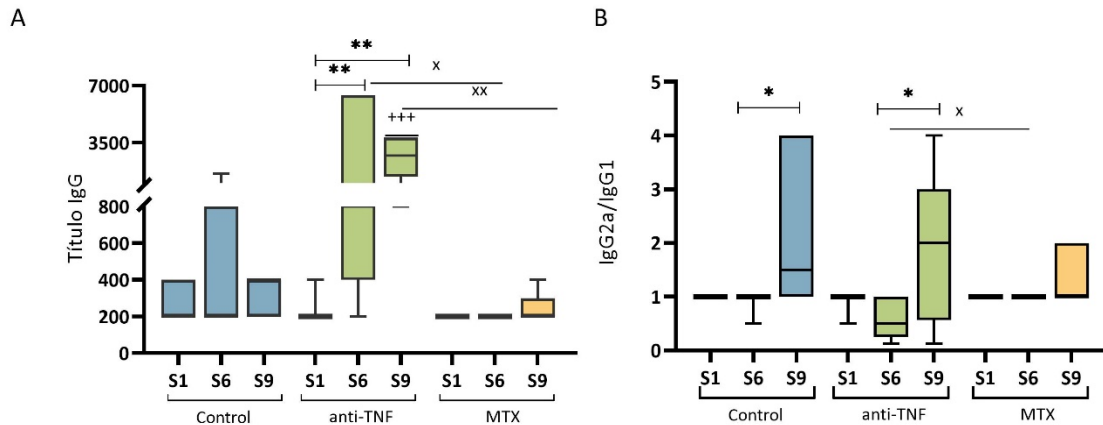 A
Título IgG
7000
3500
800
600
400
200
0
**
**
x
xx
+++
S1 S6 S9 S1 S6 S9 S1 S6 S9
Control anti-TNF MTX
B
IgG2a/IgG1
5
4
3
2
1
0
*
*
x
S1 S6 S9 S1 S6 S9 S1 S6 S9
Control anti-TNF MTX